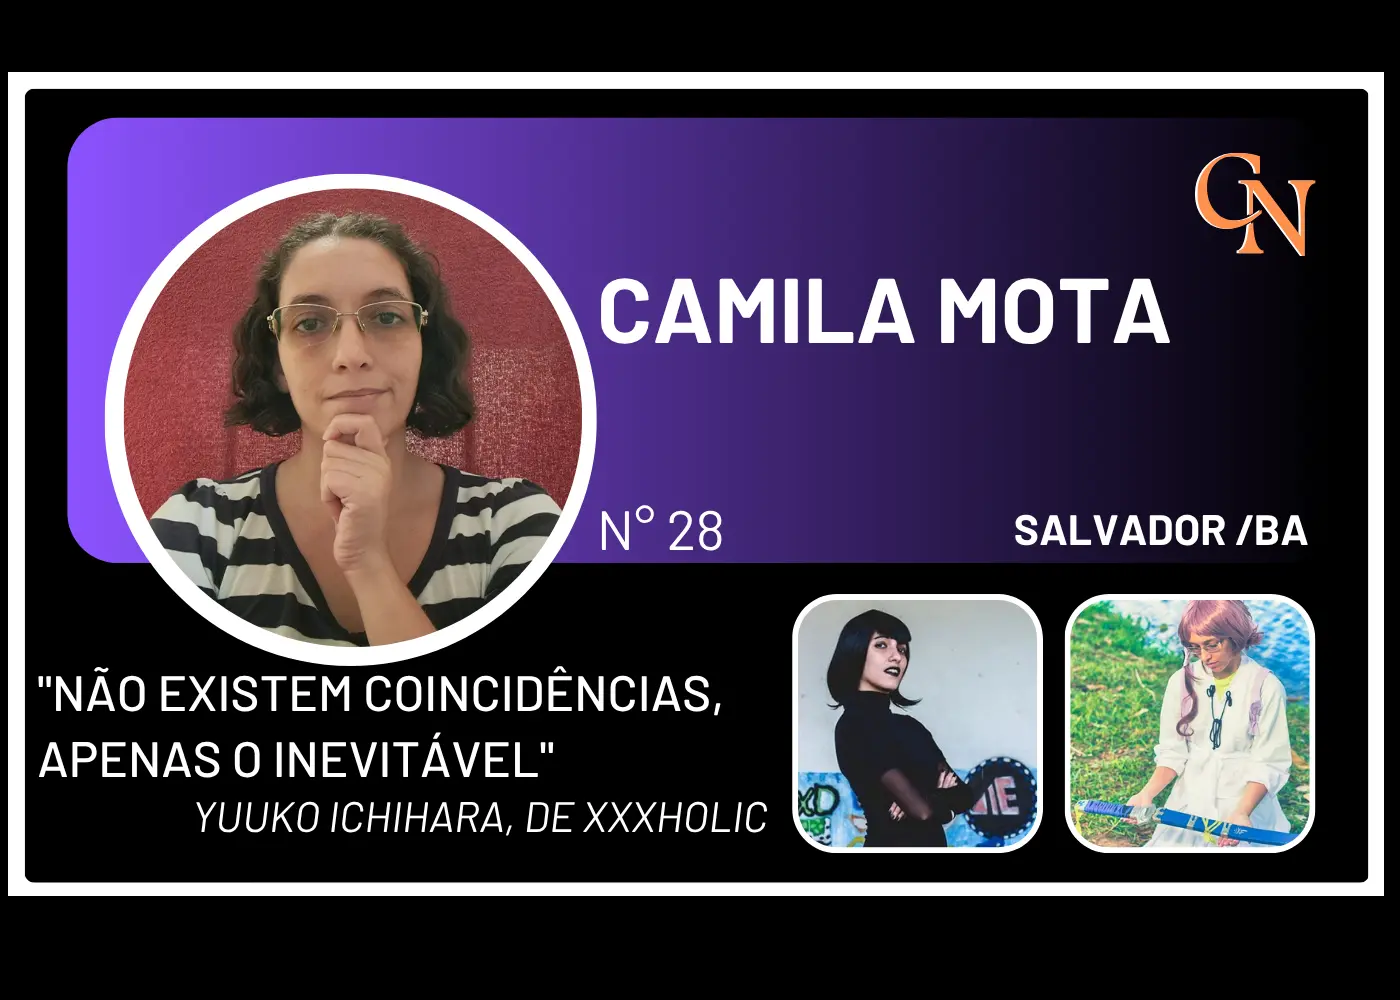 CN
CAMILA MOTA
N° 28
SALVADOR /BA
"NÃO EXISTEM COINCIDÊNCIAS,
APENAS O INEVITÁVEL"
YUUKO ICHIHARA, DE XXXHOLIC